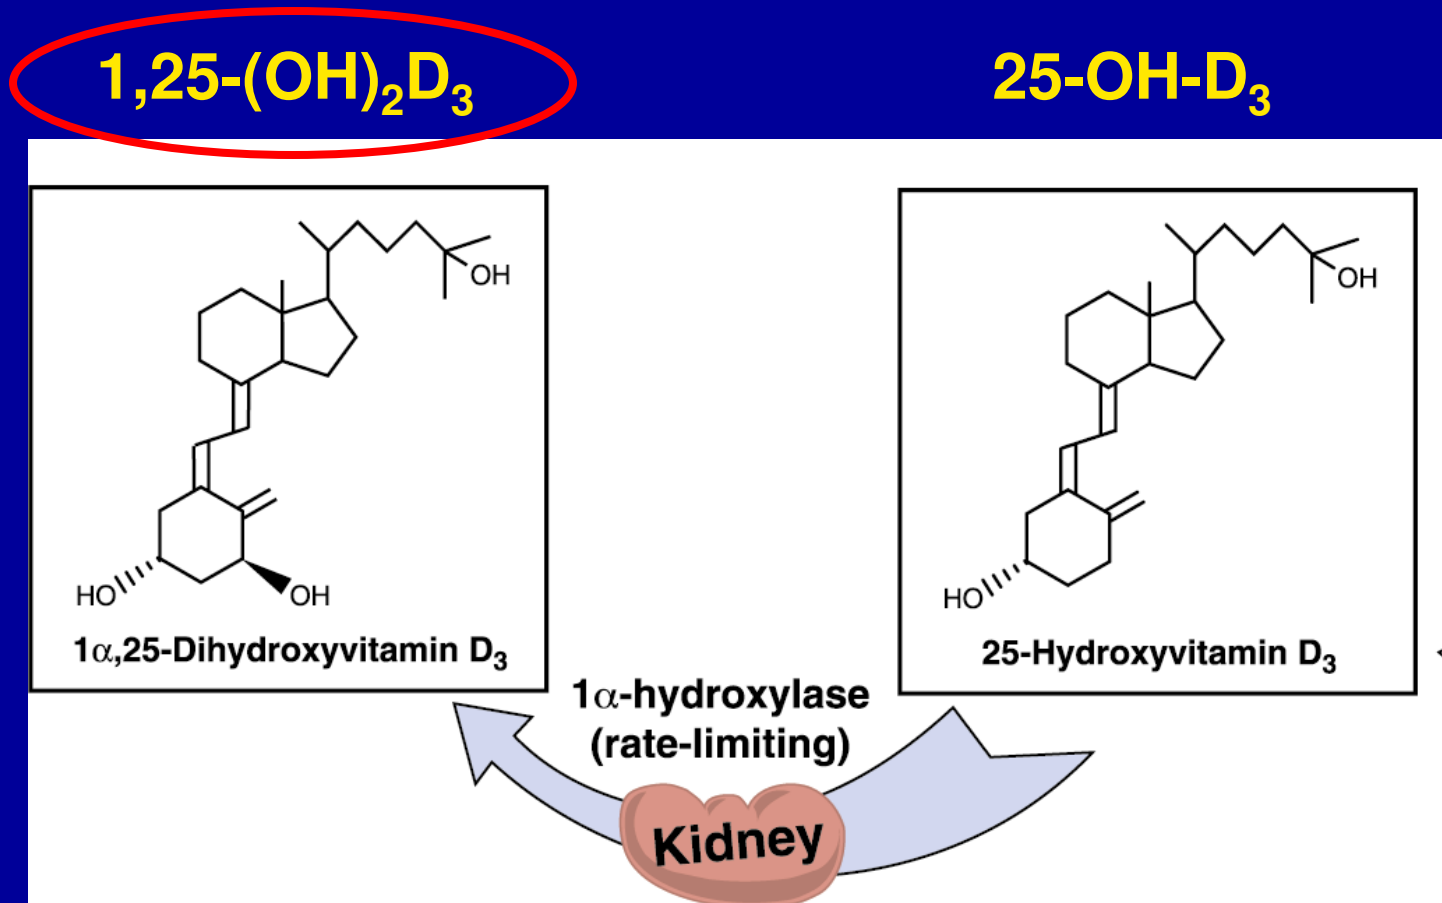 1,25-(OH)₂D₃
25-OH-D₃
OH
HO
OH
1α,25-Dihydroxyvitamin D₃
OH
HO
25-Hydroxyvitamin D₃
1α-hydroxylase
(rate-limiting)
Kidney